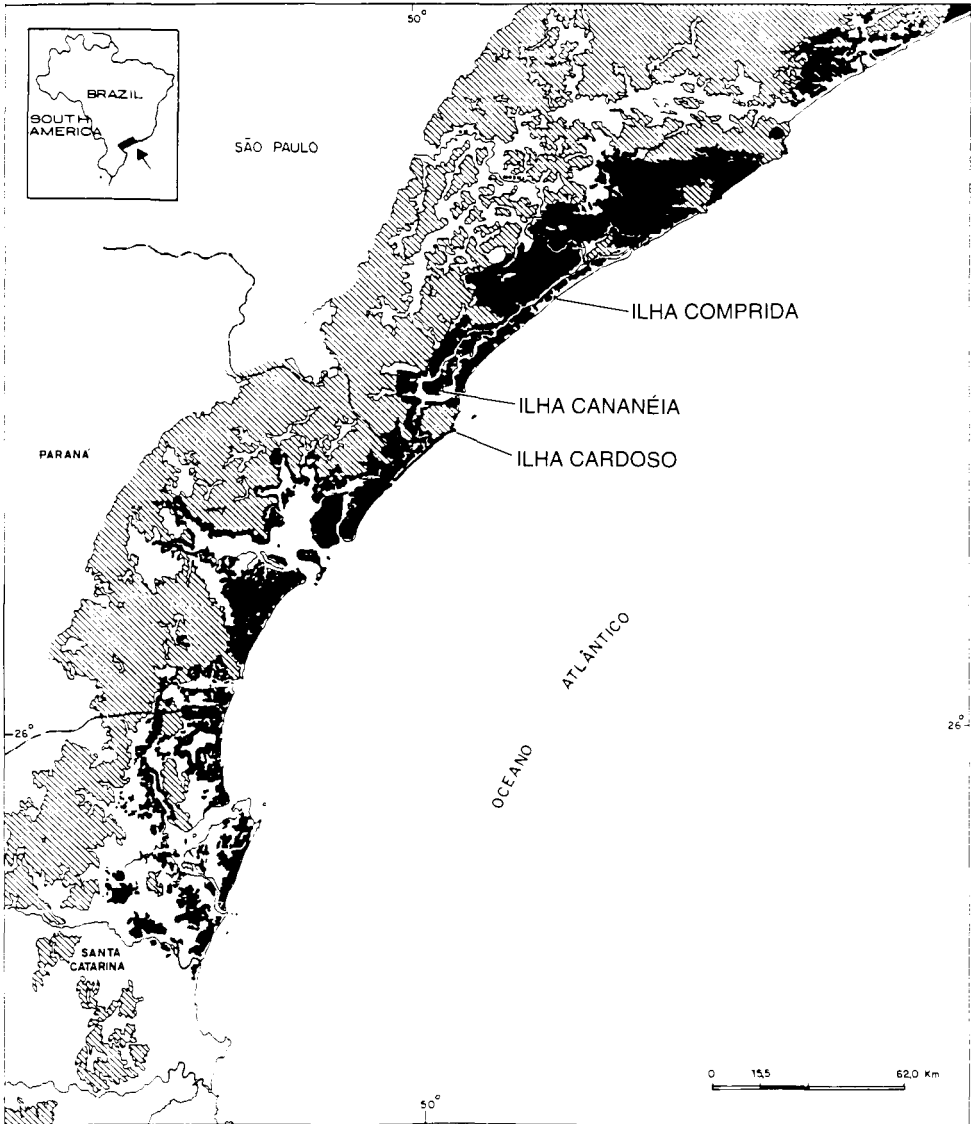 50°
BRAZIL
SOUTH
AMERICA
SÃO PAULO
ILHA COMPRIDA
ILHA CANANÉIA
ILHA CARDOSO
PARANÁ
ATLÂNTICO
OCEANO
26°
26°
SANTA
CATARINA
0 15,5 62,0 Km
50°